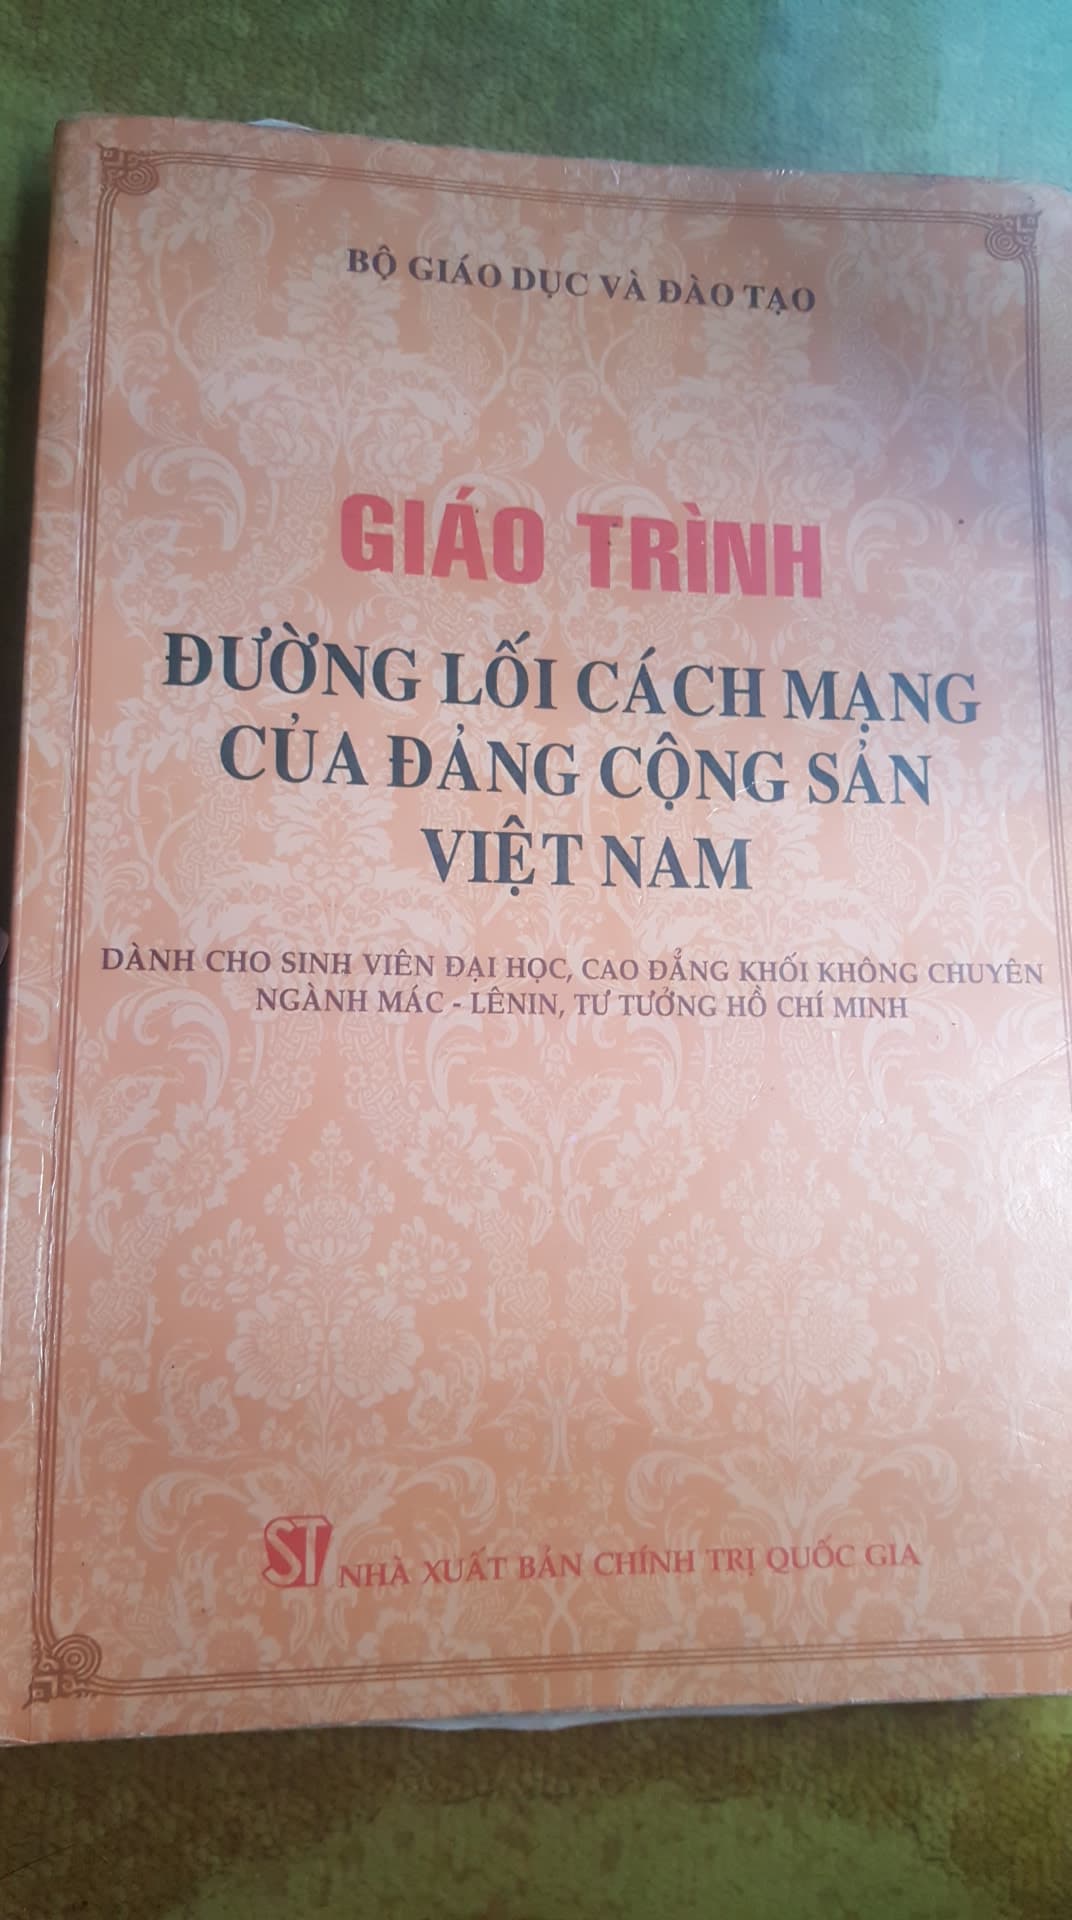 BỘ GIÁO DỤC VÀ ĐÀO TẠO
GIÁO TRÌNH
ĐƯỜNG LỐI CÁCH MẠNG
CỦA ĐẢNG CỘNG SẢN
VIỆT NAM
DÀNH CHO SINH VIÊN ĐẠI HỌC, CAO ĐẲNG KHỐI KHÔNG CHUYÊN
NGÀNH MÁC - LÊNIN, TƯ TƯỞNG HỒ CHÍ MINH
ST NHÀ XUẤT BẢN CHÍNH TRỊ QUỐC GIA